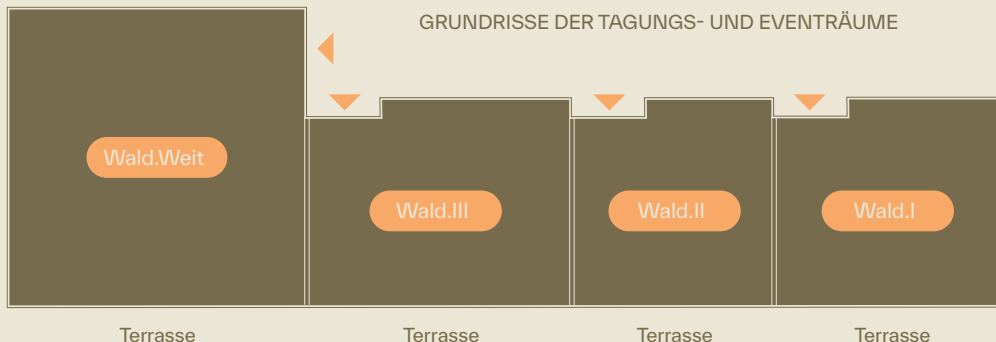 GRUNDRISSE DER TAGUNGS- UND EVENTRÄUME
Wald.Weit
Wald.III
Wald.II
Wald.I
Terrasse
Terrasse
Terrasse
Terrasse